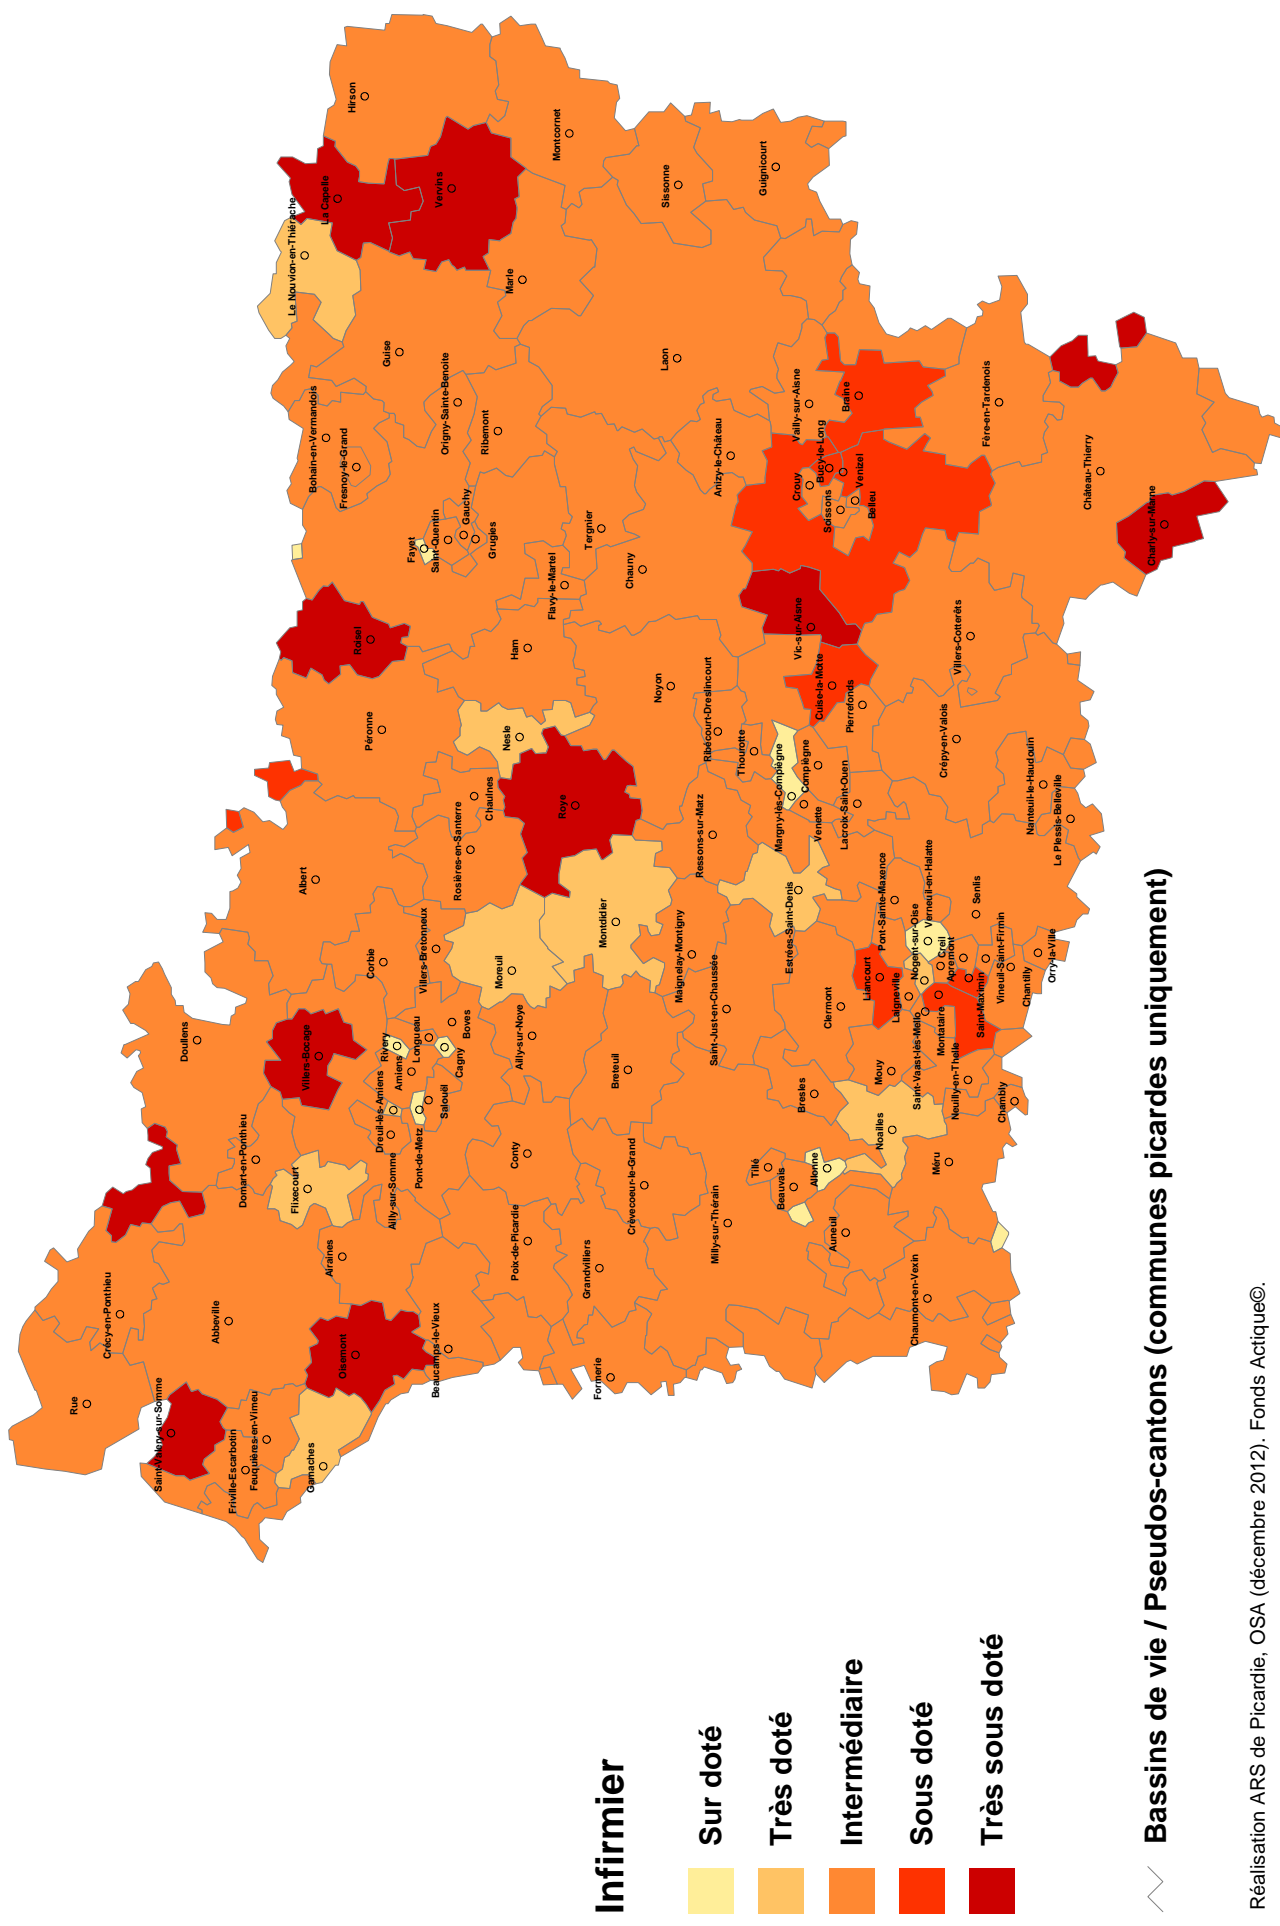 Rue
Crécy-en-Ponthieu
Saint-Valery-sur-Somme
Friville-Escarbotin
Feuquières-en-Vimeu
Gamaches
Abbeville
Oisemont
Airaines
Beaucamps-le-Vieux
Doullens
Domart-en-Ponthieu
Flixecourt
Villers-Bocage
Ailly-sur-Somme
Dreuil-lès-Amiens
Amiens
Rivery
Longueau
Pont-de-Metz
Salouël
Cagny
Boves
Corbie
Villers-Bretonneux
Albert
Péronne
Roisel
Rosières-en-Santerre
Chaulnes
Nesle
Ham
Roye
Moreuil
Montdidier
Ailly-sur-Noye
Conty
Poix-de-Picardie
Grandvilliers
Formerie
Crèvecoeur-le-Grand
Breteuil
Maignelay-Montigny
Saint-Just-en-Chaussée
Milly-sur-Thérain
Tillé
Beauvais
Allonne
Auneuil
Bresles
Noailles
Mouy
Méru
Chaumont-en-Vexin
Chambly
Neuilly-en-Thelle
Clermont
Liancourt
Laigneville
Saint-Vaast-lès-Mello
Montataire
Nogent-sur-Oise
Creil
Verneuil-en-Halatte
Apremont
Saint-Maximin
Vineuil-Saint-Firmin
Chantilly
Orry-la-Ville
Senlis
Pont-Sainte-Maxence
Estrées-Saint-Denis
Ressons-sur-Matz
Noyon
Ribécourt-Dreslincourt
Thourotte
Margny-lès-Compiègne
Compiègne
Venette
Lacroix-Saint-Ouen
Cuise-la-Motte
Pierrefonds
Crépy-en-Valois
Nanteuil-le-Haudouin
Le Plessis-Belleville
Villers-Cotterêts
Vic-sur-Aisne
Hirson
La Capelle
Le Nouvion-en-Thiérache
Vervins
Montcornet
Marle
Guise
Sissonne
Guignicourt
Laon
Bohain-en-Vermandois
Fresnoy-le-Grand
Origny-Sainte-Benoite
Ribemont
Fayet
Saint-Quentin
Gauchy
Grugies
Flavy-le-Martel
Tergnier
Chauny
Anizy-le-Château
Vailly-sur-Aisne
Braine
Bucy-le-Long
Crouy
Venizel
Soissons
Belleu
Fère-en-Tardenois
Château-Thierry
Charly-sur-Marne
Infirmier
Sur doté
Très doté
Intermédiaire
Sous doté
Très sous doté
Bassins de vie / Pseudos-cantons (communes picardes uniquement)
Réalisation ARS de Picardie, OSA (décembre 2012). Fonds Actique©.